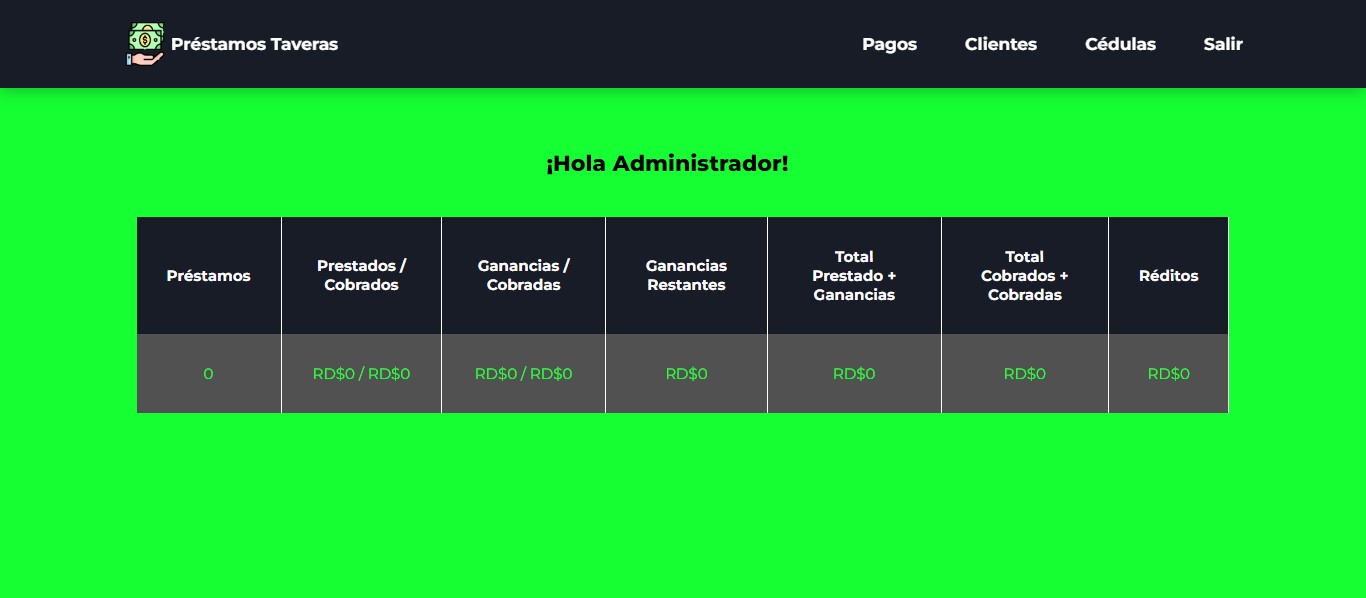 Préstamos Taveras
Pagos Clientes Cédulas Salir
¡Hola Administrador!
Préstamos
Prestados /
Cobrados
Ganancias /
Cobradas
Ganancias
Restantes
Total
Prestado +
Ganancias
Total
Cobrados +
Cobradas
Réditos
0 RD$0 / RD$0 RD$0 / RD$0 RD$0 RD$0 RD$0 RD$0